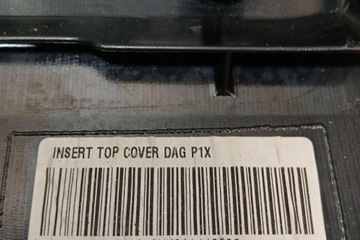 INSERT TOP COVER DAG P1X